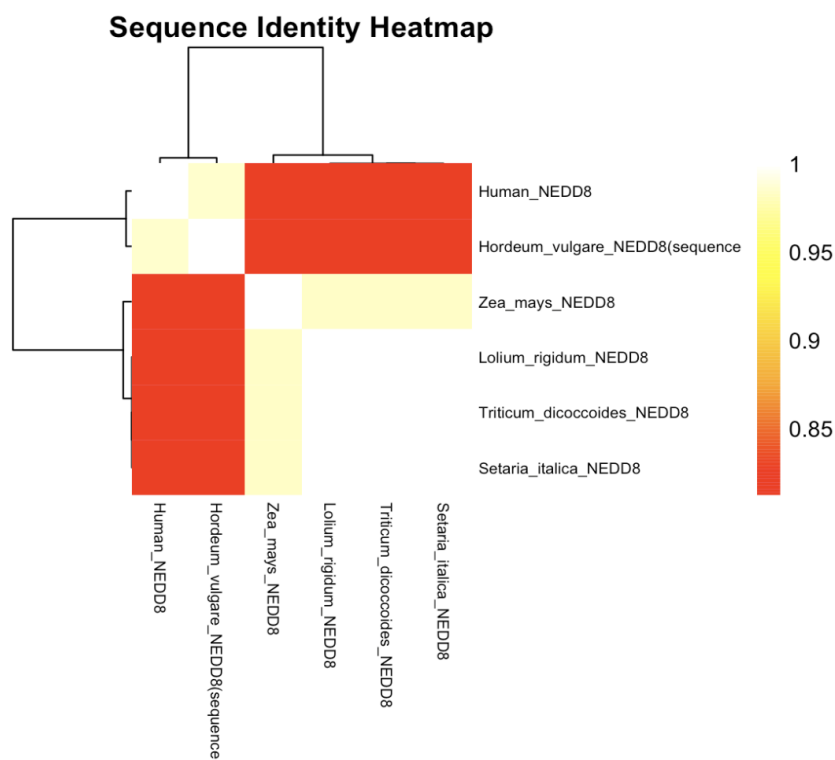 Sequence Identity Heatmap
1
Human_NEDD8
Hordeum_vulgare_NEDD8(sequence
0.95
Zea_mays_NEDD8
0.9
Lolium_rigidum_NEDD8
Triticum_dicoccoides_NEDD8
0.85
Setaria_italica_NEDD8
Human_NEDD8
Hordeum_vulgare_NEDD8(sequence
Zea_mays_NEDD8
Lolium_rigidum_NEDD8
Triticum_dicoccoides_NEDD8
Setaria_italica_NEDD8